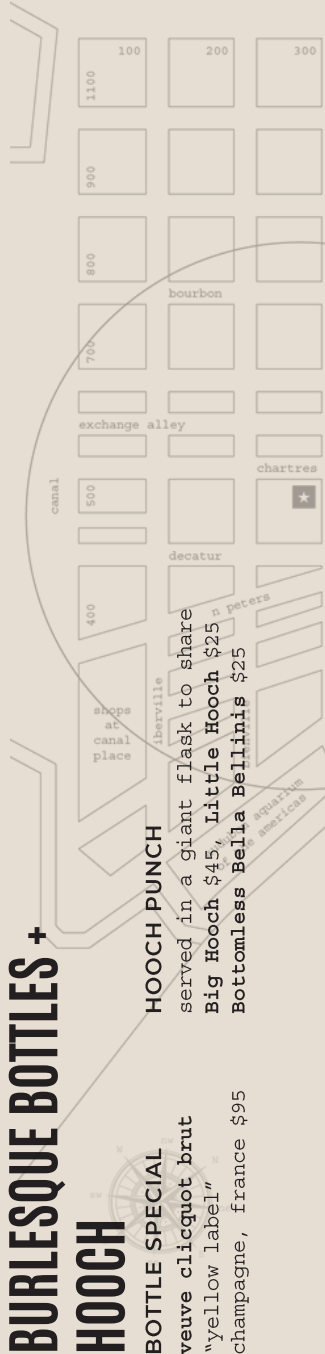 BURLESQUE BOTTLES +
HOOCH
BOTTLE SPECIAL
veuve clicquot brut
“yellow label”
champagne, france $95
HOOCH PUNCH
served in a giant flask to share
Big Hooch $45, Little Hooch $25
Bottomless Bella Bellinis $25
100
200
300
1100
900
800
bourbon
700
exchange alley
chartres
canal
500
decatur
400
n peters
iberville
shops
at
canal
place
aquarium
of the americas